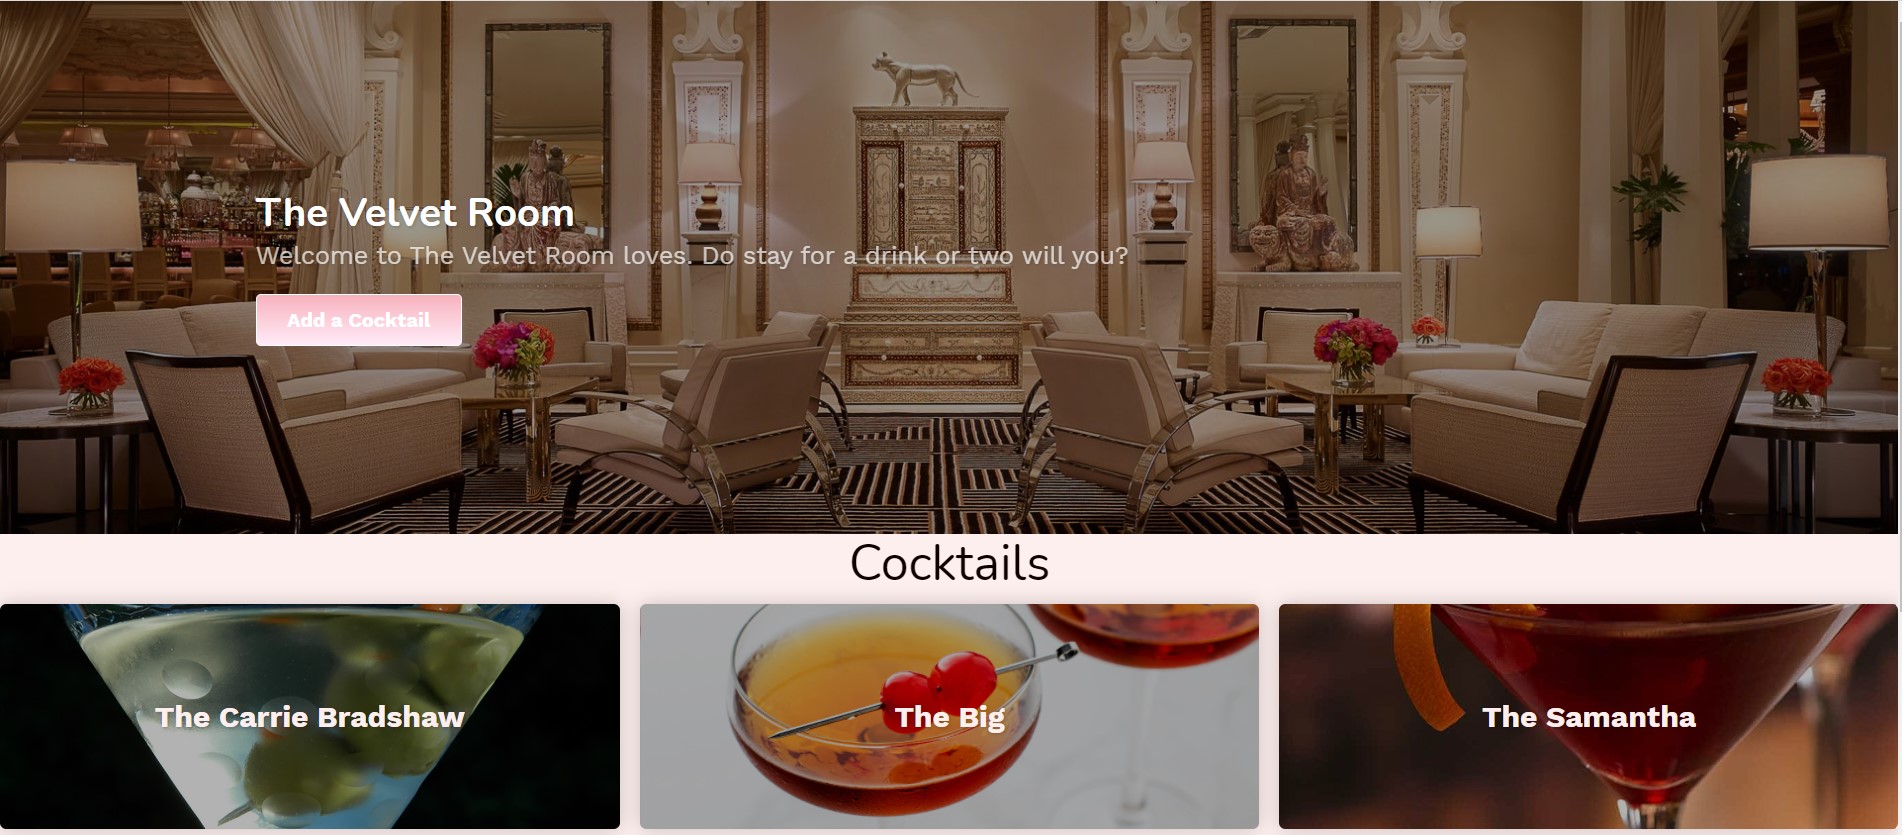 The Velvet Room
Welcome to The Velvet Room loves. Do stay for a drink or two will you?
Add a Cocktail
Cocktails
The Carrie Bradshaw
The Big
The Samantha